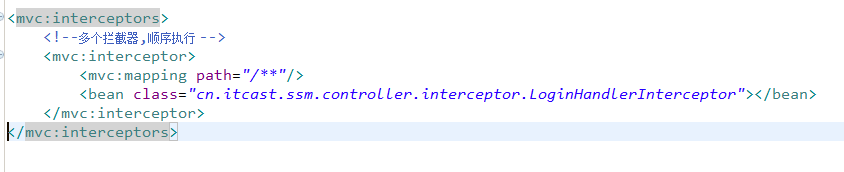 <mvc:interceptors>
<!--多个拦截器,顺序执行 -->
<mvc:interceptor>
<mvc:mapping path="/**"/>
<bean class="cn.itcast.ssm.controller.interceptor.LoginHandlerInterceptor"></bean>
</mvc:interceptor>
</mvc:interceptors>